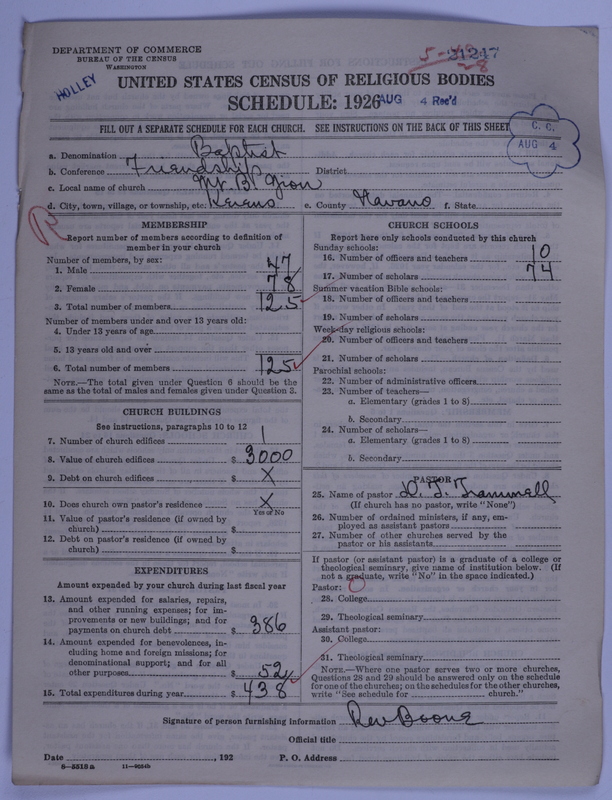 DEPARTMENT OF COMMERCE
BUREAU OF THE CENSUS
WASHINGTON
HOLLEY
21247
UNITED STATES CENSUS OF RELIGIOUS BODIES
SCHEDULE: 1926
AUG 4 Rec'd
FILL OUT A SEPARATE SCHEDULE FOR EACH CHURCH. SEE INSTRUCTIONS ON THE BACK OF THIS SHEET
C. C.
AUG 4
a. Denomination Baptist
b. Conference Friendship District
c. Local name of church Mt. B. Zion
d. City, town, village, or township, etc. Kerens e. County Navaro f. State
MEMBERSHIP
Report number of members according to definition of
member in your church
Number of members, by sex:
1. Male 47
2. Female 78
3. Total number of members 125
Number of members under and over 13 years old:
4. Under 13 years of age
5. 13 years old and over
6. Total number of members 125
NOTE.—The total given under Question 6 should be the
same as the total of males and females given under Question 3.
CHURCH BUILDINGS
See instructions, paragraphs 10 to 12
7. Number of church edifices 1
8. Value of church edifices $ 3000
9. Debt on church edifices $ X
10. Does church own pastor's residence X
Yes or No
11. Value of pastor's residence (if owned by
church) $
12. Debt on pastor's residence (if owned by
church) $
EXPENDITURES
Amount expended by your church during last fiscal year
13. Amount expended for salaries, repairs,
and other running expenses; for im-
provements or new buildings; and for
payments on church debt $ 386
14. Amount expended for benevolences, in-
cluding home and foreign missions; for
denominational support; and for all
other purposes $ 52
15. Total expenditures during year $ 438
CHURCH SCHOOLS
Report here only schools conducted by this church
Sunday schools:
16. Number of officers and teachers 10
17. Number of scholars 74
Summer vacation Bible schools:
18. Number of officers and teachers
19. Number of scholars
Week-day religious schools:
20. Number of officers and teachers
21. Number of scholars
Parochial schools:
22. Number of administrative officers
23. Number of teachers—
a. Elementary (grades 1 to 8)
b. Secondary
24. Number of scholars—
a. Elementary (grades 1 to 8)
b. Secondary
PASTOR
25. Name of pastor D. J. Trammell
(If church has no pastor, write "None")
26. Number of ordained ministers, if any, em-
ployed as assistant pastors
27. Number of other churches served by the
pastor or his assistants
If pastor (or assistant pastor) is a graduate of a college or
theological seminary, give name of institution below. (If
not a graduate, write "No" in the space indicated.)
Pastor:
28. College
29. Theological seminary
Assistant pastor:
30. College
31. Theological seminary
NOTE.—Where one pastor serves two or more churches,
Questions 28 and 29 should be answered only on the schedule
for one of the churches; on the schedules for the other churches,
write "See schedule for church."
Signature of person furnishing information Rev Boone
Official title
Date , 192 P. O. Address